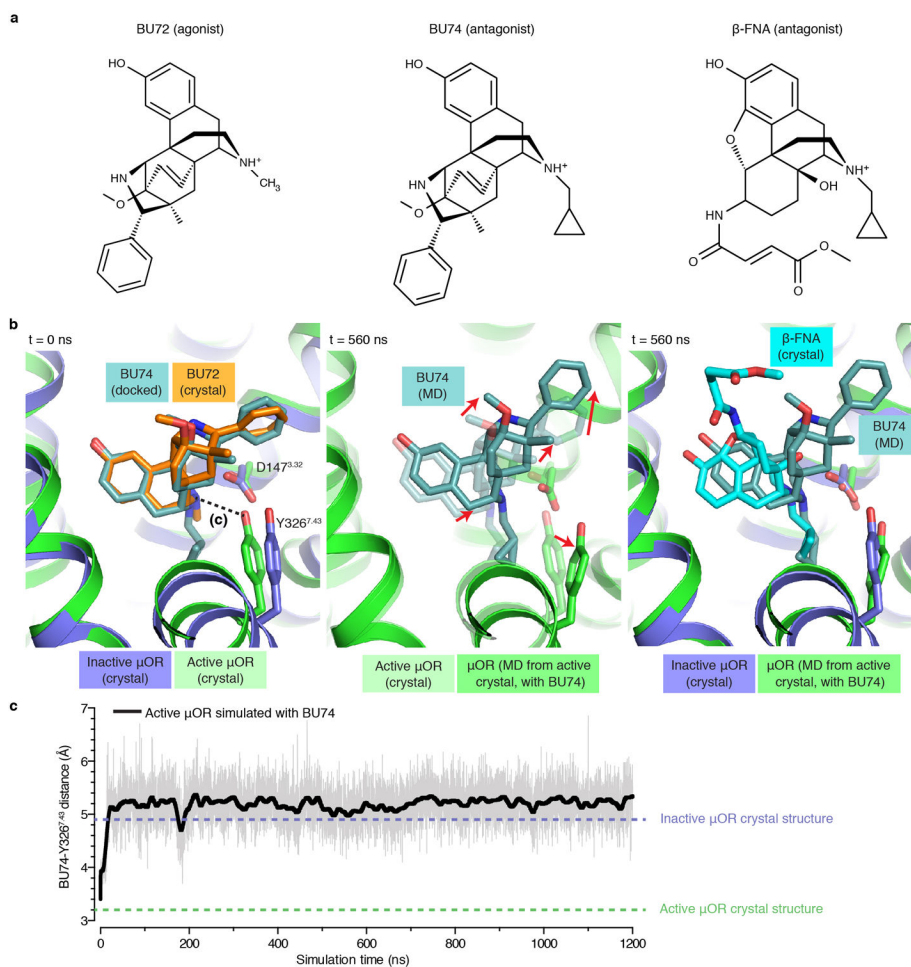 a
BU72 (agonist)
BU74 (antagonist)
β-FNA (antagonist)
HO
HN
O
NH⁺
CH₃
HO
HN
O
NH⁺
HO
O
OH
NH⁺
HN
O
O
O
b
t = 0 ns
BU74
(docked)
BU72
(crystal)
D147³·³²
Y326⁷·⁴³
(c)
Inactive μOR
(crystal)
Active μOR
(crystal)
t = 560 ns
BU74
(MD)
Active μOR
(crystal)
μOR (MD from active
crystal, with BU74)
t = 560 ns
β-FNA
(crystal)
BU74
(MD)
Inactive μOR
(crystal)
μOR (MD from active
crystal, with BU74)
c
Active μOR simulated with BU74
BU74-Y326⁷·⁴³ distance (Å)
7
6
5
4
3
0
200
400
600
800
1000
1200
Simulation time (ns)
Inactive μOR crystal structure
Active μOR crystal structure